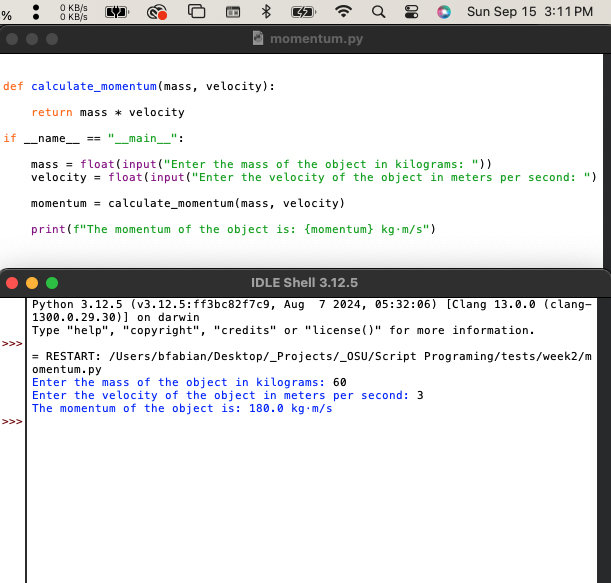 %
0 KB/s
0 KB/s
Sun Sep 15 3:11 PM
momentum.py
def calculate_momentum(mass, velocity):
    return mass * velocity
if __name__ == "__main__":
    mass = float(input("Enter the mass of the object in kilograms: "))
    velocity = float(input("Enter the velocity of the object in meters per second: ")
    momentum = calculate_momentum(mass, velocity)
    print(f"The momentum of the object is: {momentum} kg·m/s")
IDLE Shell 3.12.5
Python 3.12.5 (v3.12.5:ff3bc82f7c9, Aug  7 2024, 05:32:06) [Clang 13.0.0 (clang-
1300.0.29.30)] on darwin
Type "help", "copyright", "credits" or "license()" for more information.
>>>
= RESTART: /Users/bfabian/Desktop/_Projects/_OSU/Script Programing/tests/week2/m
omentum.py
Enter the mass of the object in kilograms: 60
Enter the velocity of the object in meters per second: 3
The momentum of the object is: 180.0 kg·m/s
>>>